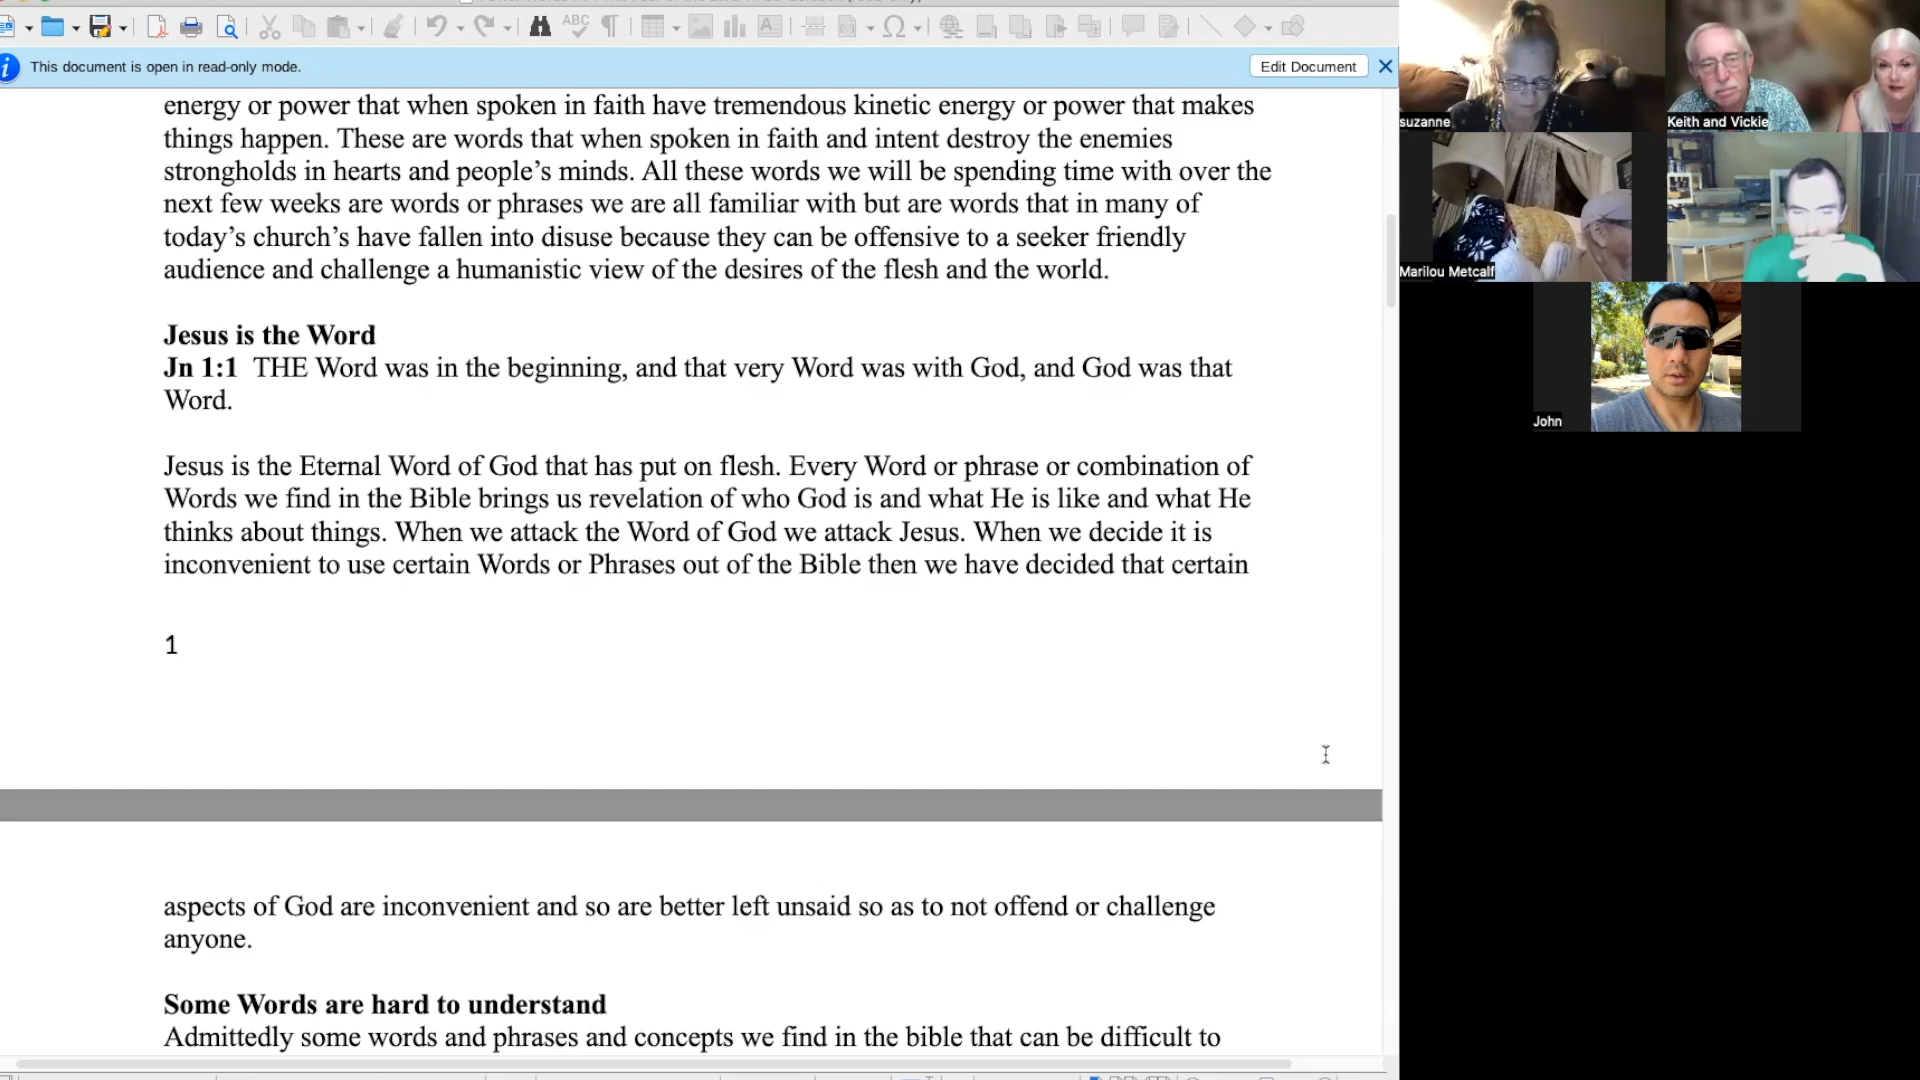 This document is open in read-only mode.
Edit Document
energy or power that when spoken in faith have tremendous kinetic energy or power that makes
things happen. These are words that when spoken in faith and intent destroy the enemies
strongholds in hearts and people’s minds. All these words we will be spending time with over the
next few weeks are words or phrases we are all familiar with but are words that in many of
today’s church’s have fallen into disuse because they can be offensive to a seeker friendly
audience and challenge a humanistic view of the desires of the flesh and the world.
Jesus is the Word
Jn 1:1 THE Word was in the beginning, and that very Word was with God, and God was that
Word.
Jesus is the Eternal Word of God that has put on flesh. Every Word or phrase or combination of
Words we find in the Bible brings us revelation of who God is and what He is like and what He
thinks about things. When we attack the Word of God we attack Jesus. When we decide it is
inconvenient to use certain Words or Phrases out of the Bible then we have decided that certain
1
aspects of God are inconvenient and so are better left unsaid so as to not offend or challenge
anyone.
Some Words are hard to understand
Admittedly some words and phrases and concepts we find in the bible that can be difficult to
suzanne
Keith and Vickie
Marilou Metcalf
John